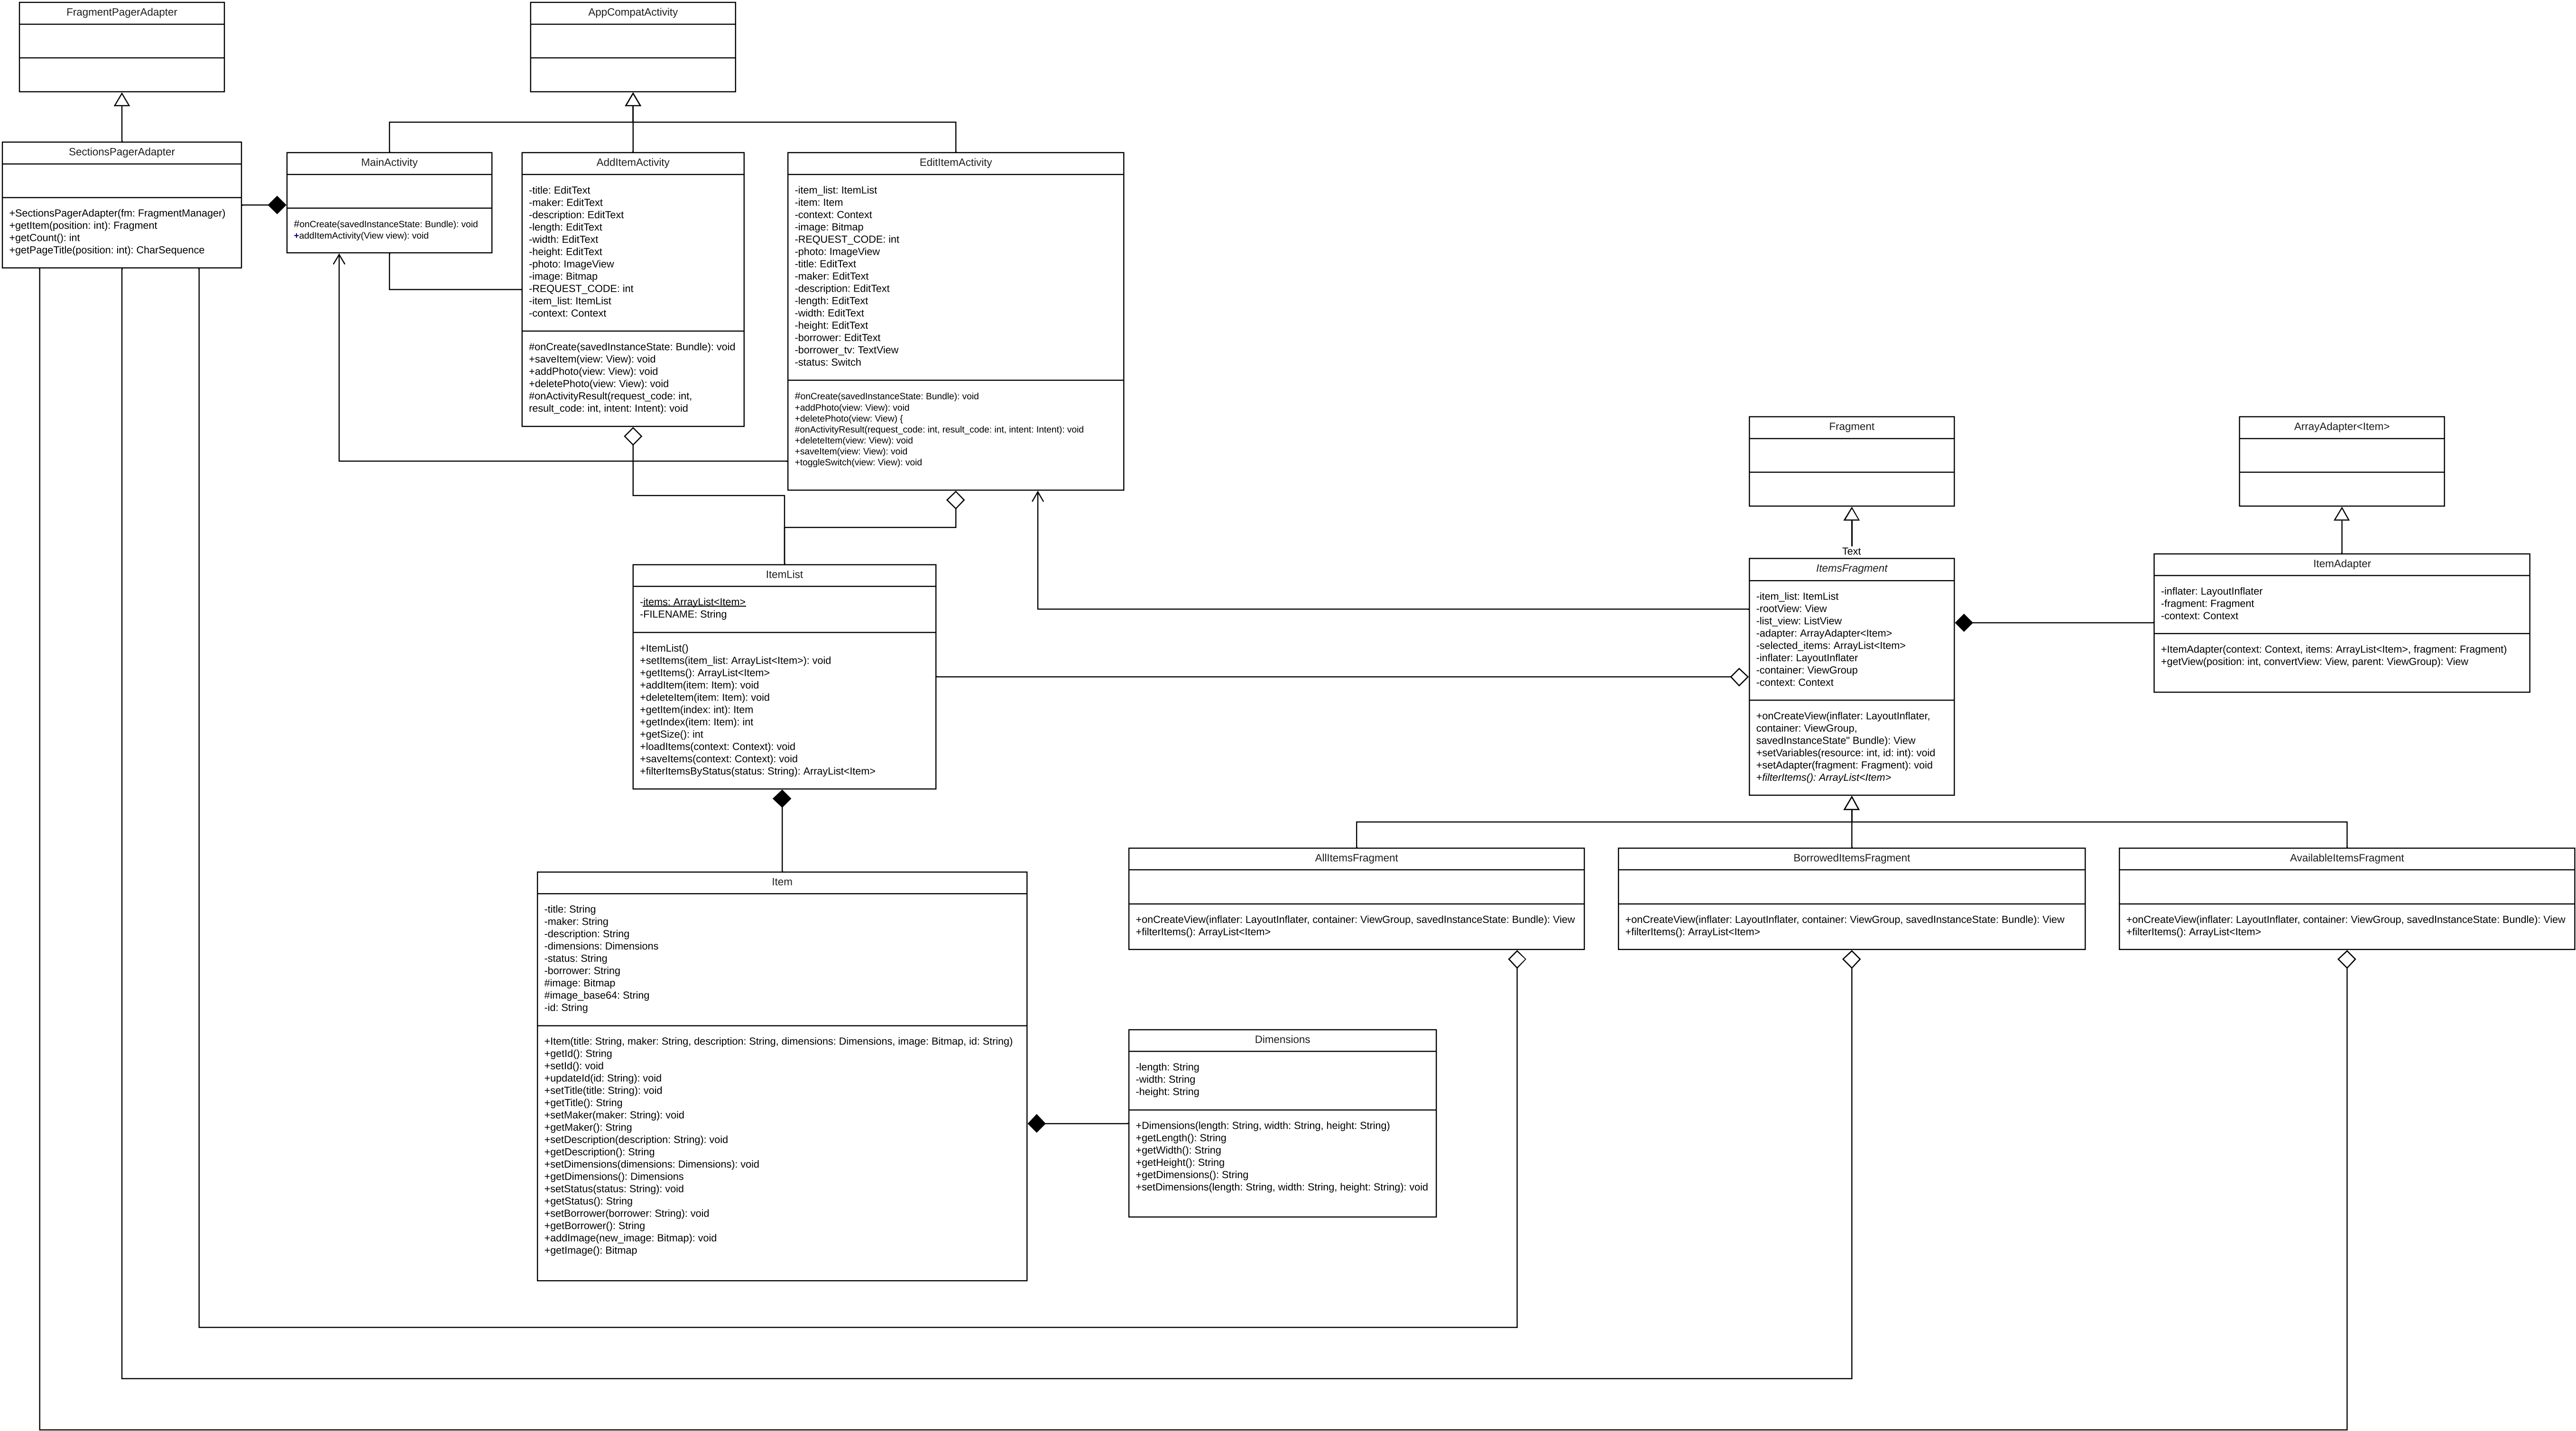 FragmentPagerAdapter
AppCompatActivity
SectionsPagerAdapter
+SectionsPagerAdapter(fm: FragmentManager)
+getItem(position: int): Fragment
+getCount(): int
+getPageTitle(position: int): CharSequence
MainActivity
#onCreate(savedInstanceState: Bundle): void
+addItemActivity(View view): void
AddItemActivity
-title: EditText
-maker: EditText
-description: EditText
-length: EditText
-width: EditText
-height: EditText
-photo: ImageView
-image: Bitmap
-REQUEST_CODE: int
-item_list: ItemList
-context: Context
#onCreate(savedInstanceState: Bundle): void
+saveItem(view: View): void
+addPhoto(view: View): void
+deletePhoto(view: View): void
#onActivityResult(request_code: int,
result_code: int, intent: Intent): void
EditItemActivity
-item_list: ItemList
-item: Item
-context: Context
-image: Bitmap
-REQUEST_CODE: int
-photo: ImageView
-title: EditText
-maker: EditText
-description: EditText
-length: EditText
-width: EditText
-height: EditText
-borrower: EditText
-borrower_tv: TextView
-status: Switch
#onCreate(savedInstanceState: Bundle): void
+addPhoto(view: View): void
+deletePhoto(view: View) {
#onActivityResult(request_code: int, result_code: int, intent: Intent): void
+deleteItem(view: View): void
+saveItem(view: View): void
+toggleSwitch(view: View): void
Fragment
ArrayAdapter<Item>
Text
ItemsFragment
-item_list: ItemList
-rootView: View
-list_view: ListView
-adapter: ArrayAdapter<Item>
-selected_items: ArrayList<Item>
-inflater: LayoutInflater
-container: ViewGroup
-context: Context
+onCreateView(inflater: LayoutInflater,
container: ViewGroup,
savedInstanceState" Bundle): View
+setVariables(resource: int, id: int): void
+setAdapter(fragment: Fragment): void
+filterItems(): ArrayList<Item>
ItemAdapter
-inflater: LayoutInflater
-fragment: Fragment
-context: Context
+ItemAdapter(context: Context, items: ArrayList<Item>, fragment: Fragment)
+getView(position: int, convertView: View, parent: ViewGroup): View
ItemList
-items: ArrayList<Item>
-FILENAME: String
+ItemList()
+setItems(item_list: ArrayList<Item>): void
+getItems(): ArrayList<Item>
+addItem(item: Item): void
+deleteItem(item: Item): void
+getItem(index: int): Item
+getIndex(item: Item): int
+getSize(): int
+loadItems(context: Context): void
+saveItems(context: Context): void
+filterItemsByStatus(status: String): ArrayList<Item>
AllItemsFragment
+onCreateView(inflater: LayoutInflater, container: ViewGroup, savedInstanceState: Bundle): View
+filterItems(): ArrayList<Item>
BorrowedItemsFragment
+onCreateView(inflater: LayoutInflater, container: ViewGroup, savedInstanceState: Bundle): View
+filterItems(): ArrayList<Item>
AvailableItemsFragment
+onCreateView(inflater: LayoutInflater, container: ViewGroup, savedInstanceState: Bundle): View
+filterItems(): ArrayList<Item>
Item
-title: String
-maker: String
-description: String
-dimensions: Dimensions
-status: String
-borrower: String
#image: Bitmap
#image_base64: String
-id: String
+Item(title: String, maker: String, description: String, dimensions: Dimensions, image: Bitmap, id: String)
+getId(): String
+setId(): void
+updateId(id: String): void
+setTitle(title: String): void
+getTitle(): String
+setMaker(maker: String): void
+getMaker(): String
+setDescription(description: String): void
+getDescription(): String
+setDimensions(dimensions: Dimensions): void
+getDimensions(): Dimensions
+setStatus(status: String): void
+getStatus(): String
+setBorrower(borrower: String): void
+getBorrower(): String
+addImage(new_image: Bitmap): void
+getImage(): Bitmap
Dimensions
-length: String
-width: String
-height: String
+Dimensions(length: String, width: String, height: String)
+getLength(): String
+getWidth(): String
+getHeight(): String
+getDimensions(): String
+setDimensions(length: String, width: String, height: String): void